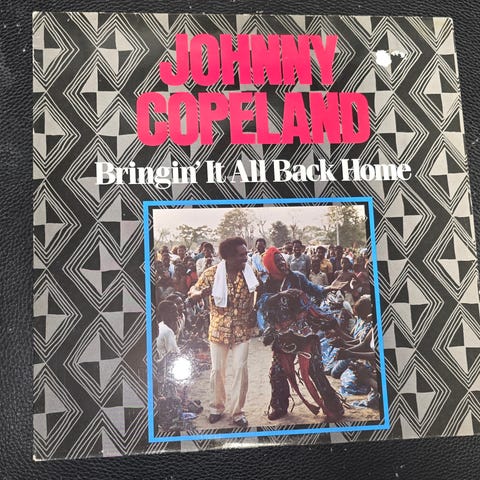 JOHNNY
COPELAND
Bringin' It All Back Home